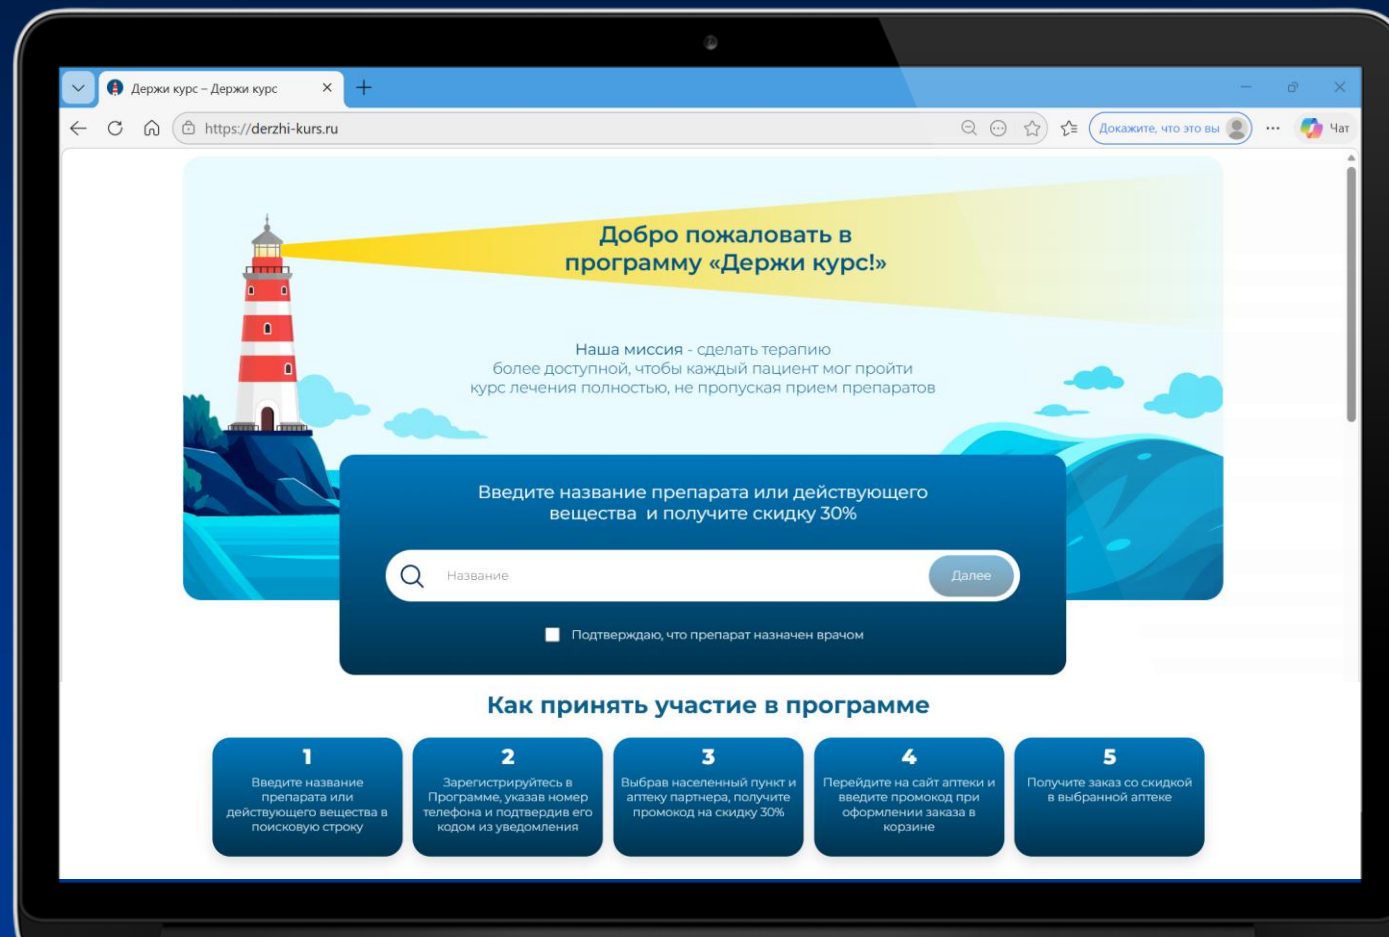 Держи курс – Держи курс
https://derzhi-kurs.ru
Докажите, что это вы
Чат
Добро пожаловать в
программу «Держи курс!»
Наша миссия - сделать терапию
более доступной, чтобы каждый пациент мог пройти
курс лечения полностью, не пропуская прием препаратов
Введите название препарата или действующего
вещества и получите скидку 30%
Название
Далее
Подтверждаю, что препарат назначен врачом
Как принять участие в программе
1
Введите название
препарата или
действующего вещества в
поисковую строку
2
Зарегистрируйтесь в
Программе, указав номер
телефона и подтвердив его
кодом из уведомления
3
Выбрав населенный пункт и
аптеку партнера, получите
промокод на скидку 30%
4
Перейдите на сайт аптеки и
введите промокод при
оформлении заказа в
корзине
5
Получите заказ со скидкой
в выбранной аптеке